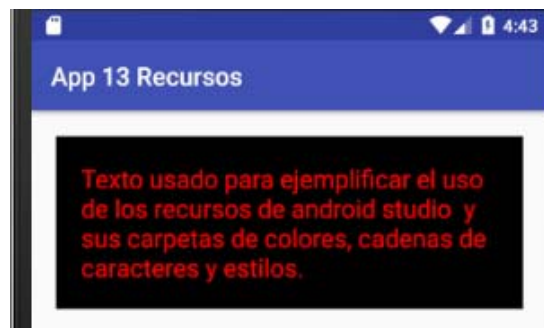 4:43
App 13 Recursos
Texto usado para ejemplificar el uso
de los recursos de android studio  y
sus carpetas de colores, cadenas de
caracteres y estilos.